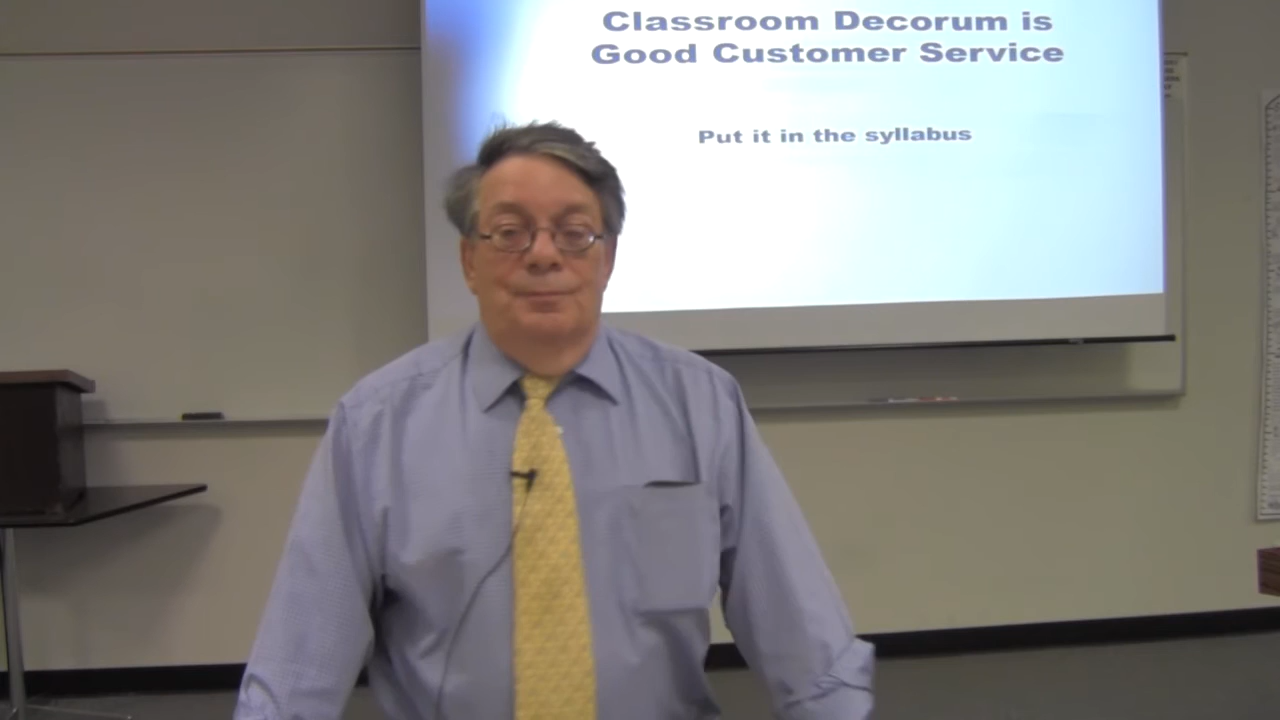 Classroom Decorum is
Good Customer Service
Put it in the syllabus